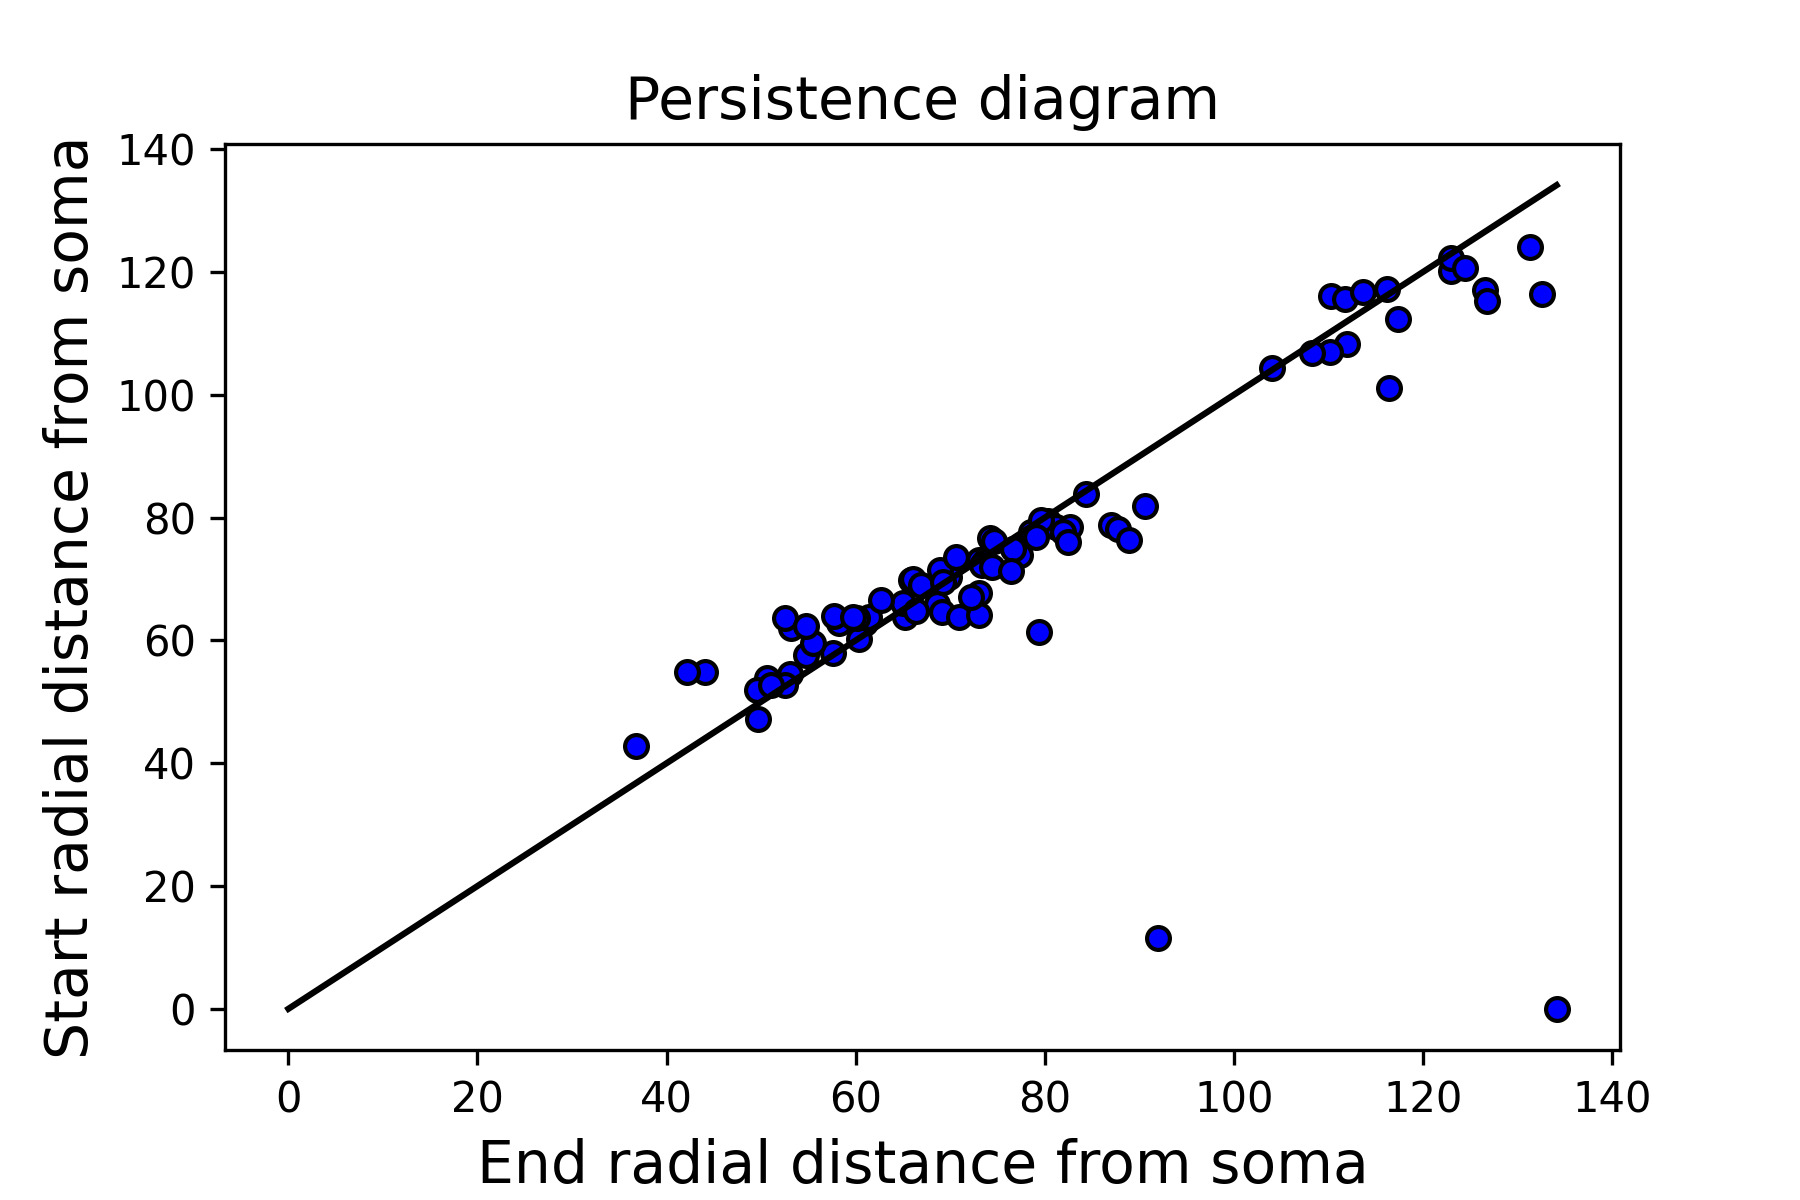 Persistence diagram
Start radial distance from soma
140
120
100
80
60
40
20
0
0 20 40 60 80 100 120 140
End radial distance from soma